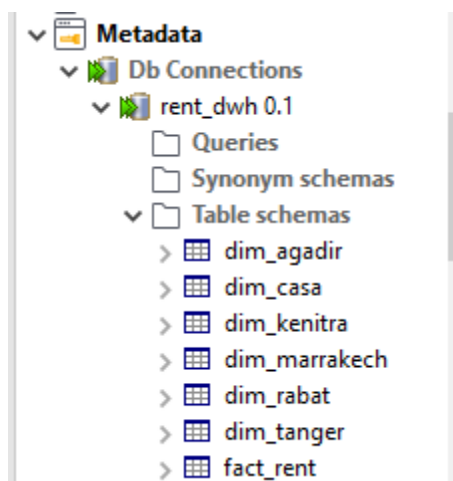 Metadata
Db Connections
rent_dwh 0.1
Queries
Synonym schemas
Table schemas
dim_agadir
dim_casa
dim_kenitra
dim_marrakech
dim_rabat
dim_tanger
fact_rent